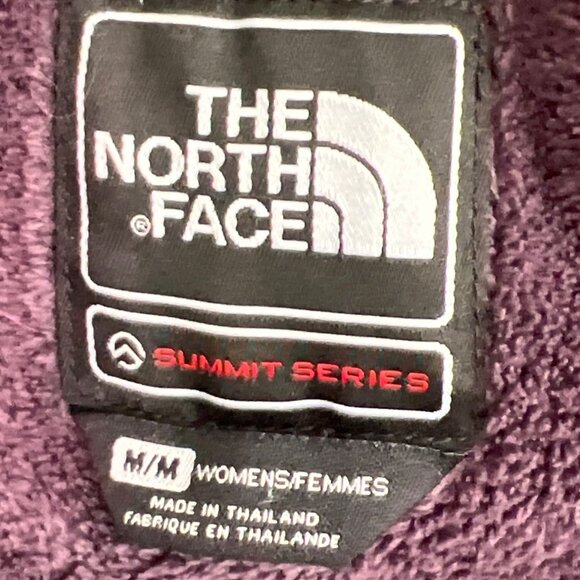 THE
NORTH
®FACE
SUMMIT SERIES
M/M WOMENS/FEMMES
MADE IN THAILAND
FABRIQUE EN THAILANDE